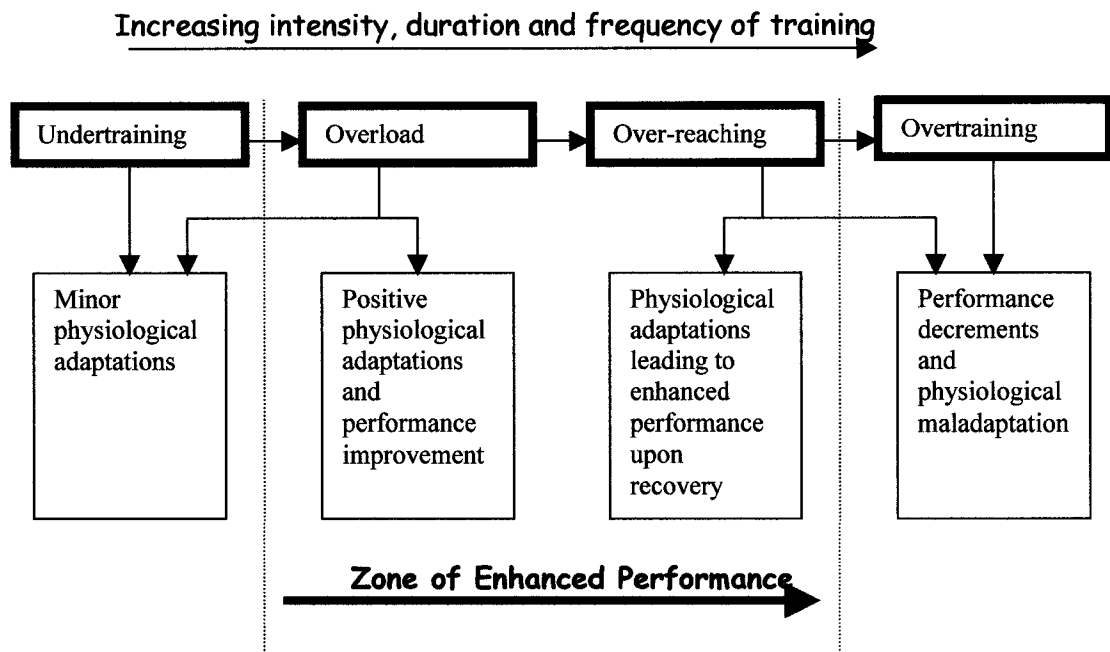 Increasing intensity, duration and frequency of training
Undertraining
Overload
Over-reaching
Overtraining
Minor
physiological
adaptations
Positive
physiological
adaptations
and
performance
improvement
Physiological
adaptations
leading to
enhanced
performance
upon
recovery
Performance
decrements
and
physiological
maladaptation
Zone of Enhanced Performance